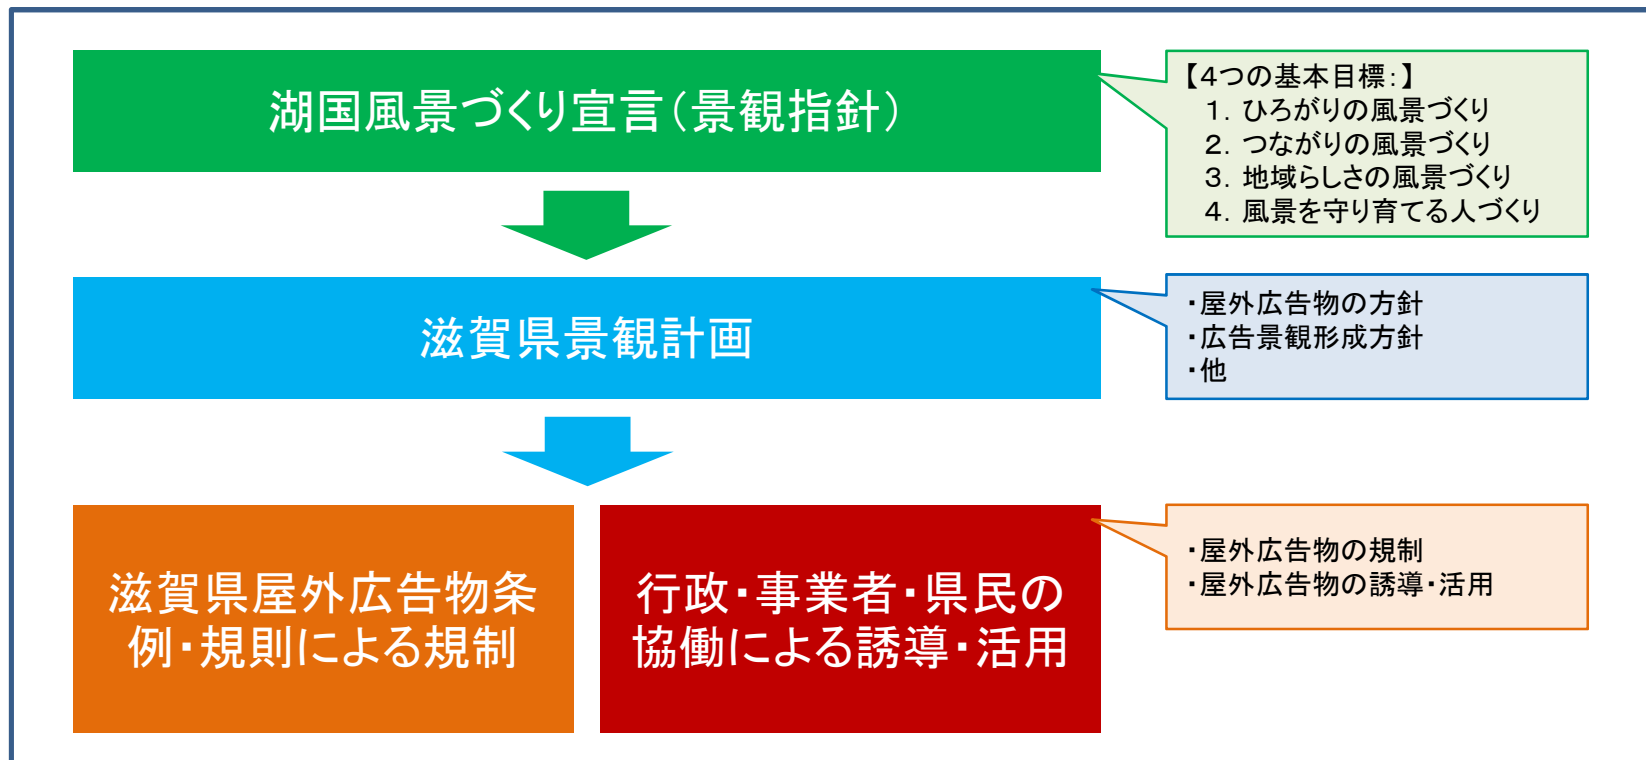 湖国風景づくり宣言（景観指針）
【４つの基本目標：】
１．ひろがりの風景づくり
２．つながりの風景づくり
３．地域らしさの風景づくり
４．風景を守り育てる人づくり
滋賀県景観計画
・屋外広告物の方針
・広告景観形成方針
・他
滋賀県屋外広告物条
例・規則による規制
行政・事業者・県民の
協働による誘導・活用
・屋外広告物の規制
・屋外広告物の誘導・活用